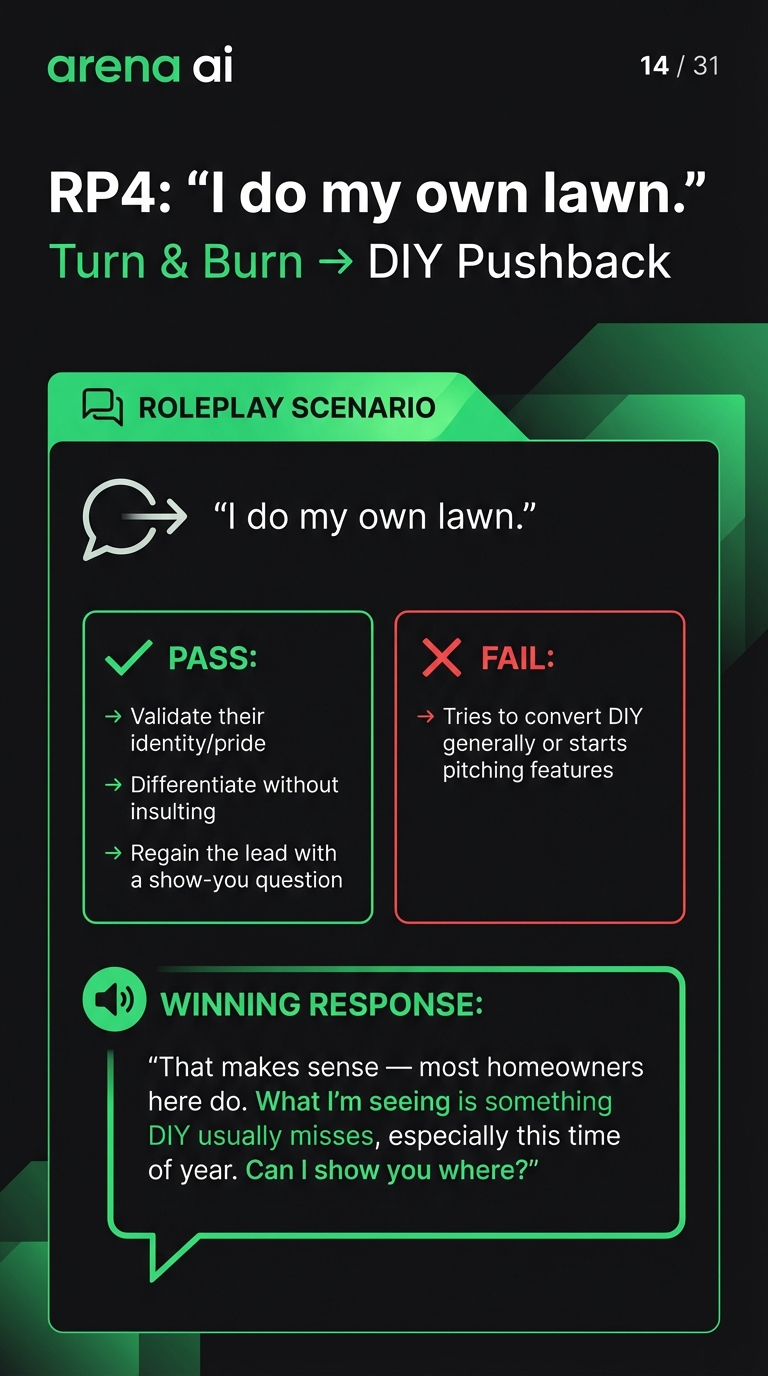 arena ai
14 / 31
RP4: “I do my own lawn.”
Turn & Burn → DIY Pushback
ROLEPLAY SCENARIO
“I do my own lawn.”
PASS:
→ Validate their
identity/pride
→ Differentiate without
insulting
→ Regain the lead with
a show-you question
FAIL:
→ Tries to convert DIY
generally or starts
pitching features
WINNING RESPONSE:
“That makes sense — most homeowners
here do. What I’m seeing is something
DIY usually misses, especially this time
of year. Can I show you where?”